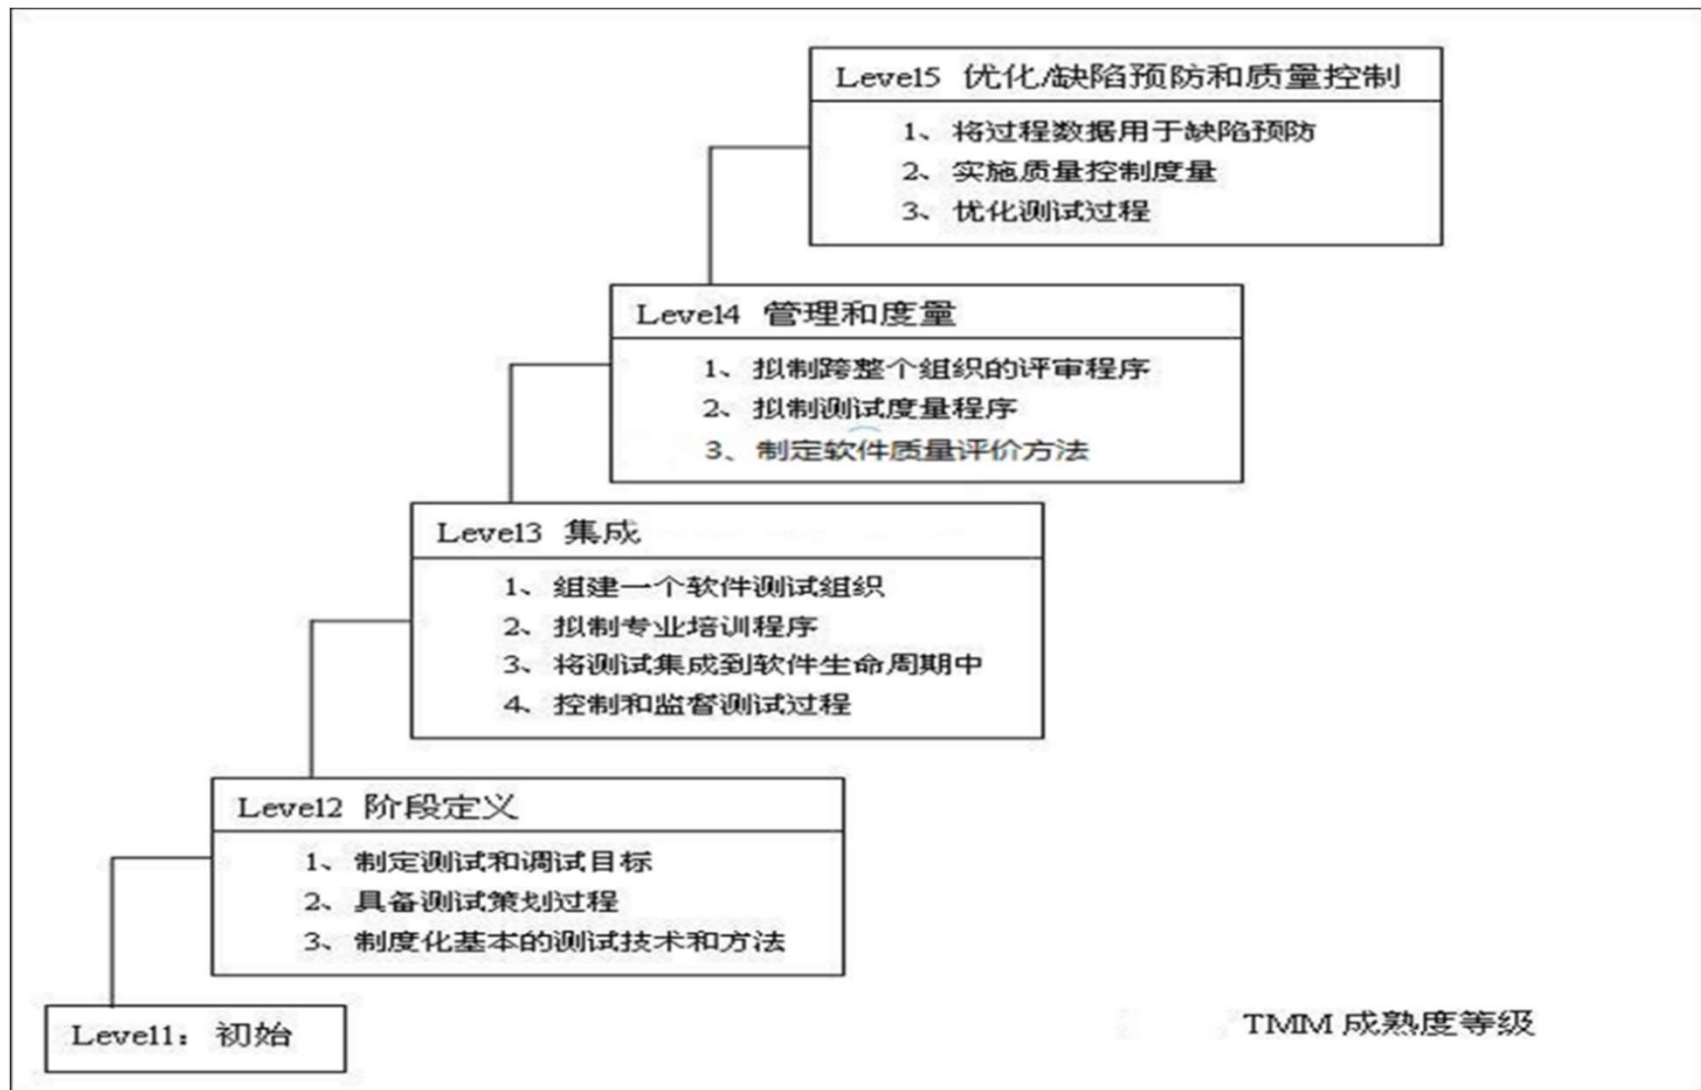 Level5 优化/缺陷预防和质量控制
1、将过程数据用于缺陷预防
2、实施质量控制度量
3、优化测试过程
Level4 管理和度量
1、拟制跨整个组织的评审程序
2、拟制测试度量程序
3、制定软件质量评价方法
Level3 集成
1、组建一个软件测试组织
2、拟制专业培训程序
3、将测试集成到软件生命周期中
4、控制和监督测试过程
Level2 阶段定义
1、制定测试和调试目标
2、具备测试策划过程
3、制度化基本的测试技术和方法
Level1：初始
TMM 成熟度等级